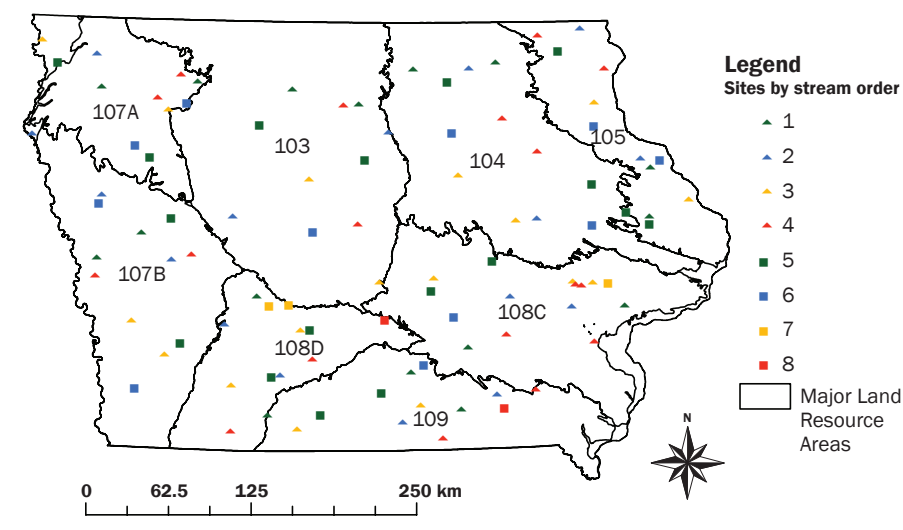 107A
103
104
105
107B
108C
108D
109
Legend
Sites by stream order
1
2
3
4
5
6
7
8
Major Land
Resource
Areas
N
0 62.5 125 250 km